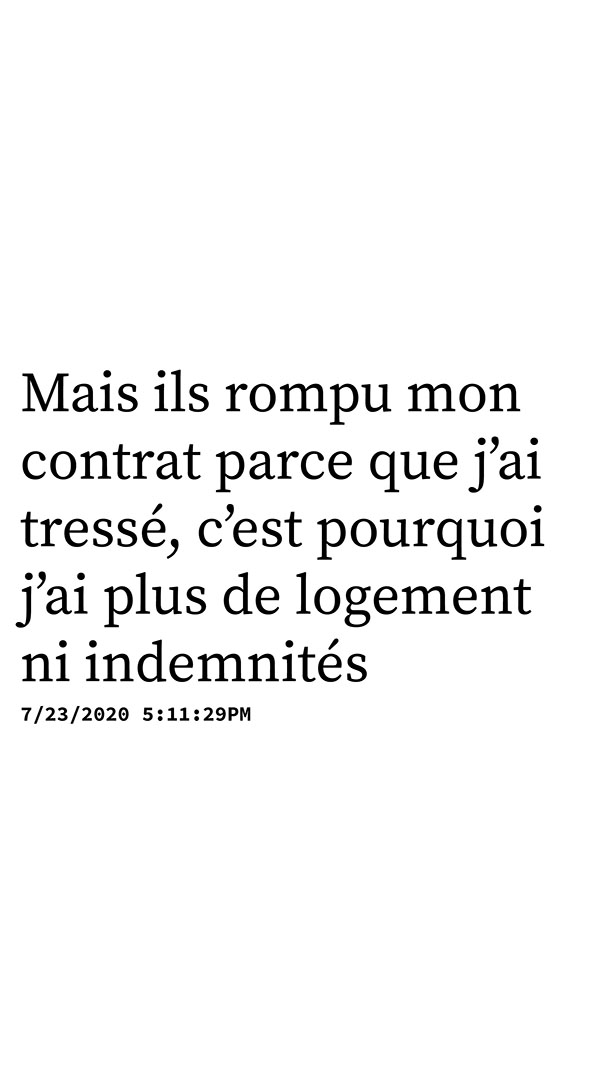 Mais ils rompu mon
contrat parce que j’ai
tressé, c’est pourquoi
j’ai plus de logement
ni indemnités
7/23/2020 5:11:29PM